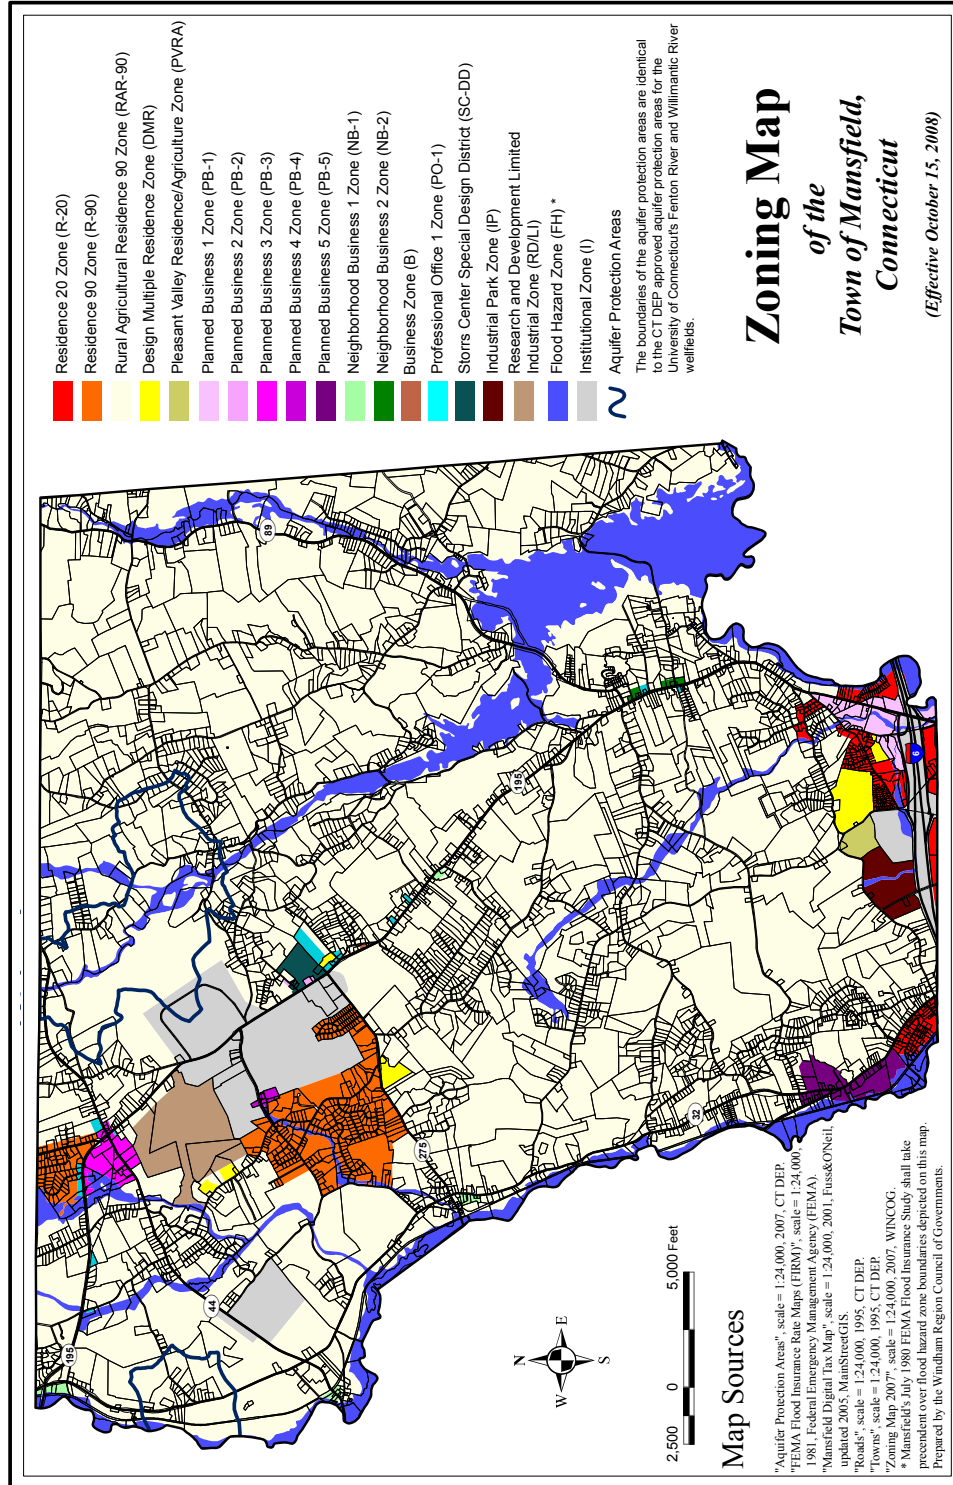 Residence 20 Zone (R-20)
Residence 90 Zone (R-90)
Rural Agricultural Residence 90 Zone (RAR-90)
Design Multiple Residence Zone (DMR)
Pleasant Valley Residence/Agriculture Zone (PVRA)
Planned Business 1 Zone (PB-1)
Planned Business 2 Zone (PB-2)
Planned Business 3 Zone (PB-3)
Planned Business 4 Zone (PB-4)
Planned Business 5 Zone (PB-5)
Neighborhood Business 1 Zone (NB-1)
Neighborhood Business 2 Zone (NB-2)
Business Zone (B)
Professional Office 1 Zone (PO-1)
Storrs Center Special Design District (SC-DD)
Industrial Park Zone (IP)
Research and Development Limited
Industrial Zone (RD/LI)
Flood Hazard Zone (FH) *
Institutional Zone (I)
Aquifer Protection Areas
The boundaries of the aquifer protection areas are identical
to the CT DEP approved aquifer protection areas for the
University of Connecticut's Fenton River and Willimantic River
wellfields.
Zoning Map
of the
Town of Mansfield,
Connecticut
(Effective October 15, 2008)
89
195
6
32
275
44
195
N
W
E
S
2,500
0
5,000 Feet
Map Sources
"Aquifer Protection Areas", scale = 1:24,000, 2007, CT DEP.
"FEMA Flood Insurance Rate Maps (FIRM)", scale = 1:24,000,
1981, Federal Emergency Management Agency (FEMA).
"Mansfield Digital Tax Map", scale = 1:24,000, 2001, Fuss&O'Neil,
updated 2005, MainStreetGIS.
"Roads", scale = 1:24,000, 1995, CT DEP.
"Towns", scale = 1:24,000, 1995, CT DEP.
"Zoning Map 2007", scale = 1:24,000, 2007, WINCOG.
* Mansfield's July 1980 FEMA Flood Insurance Study shall take
precendent over flood hazard zone boundaries depicted on this map.
Prepared by the Windham Region Council of Governments.